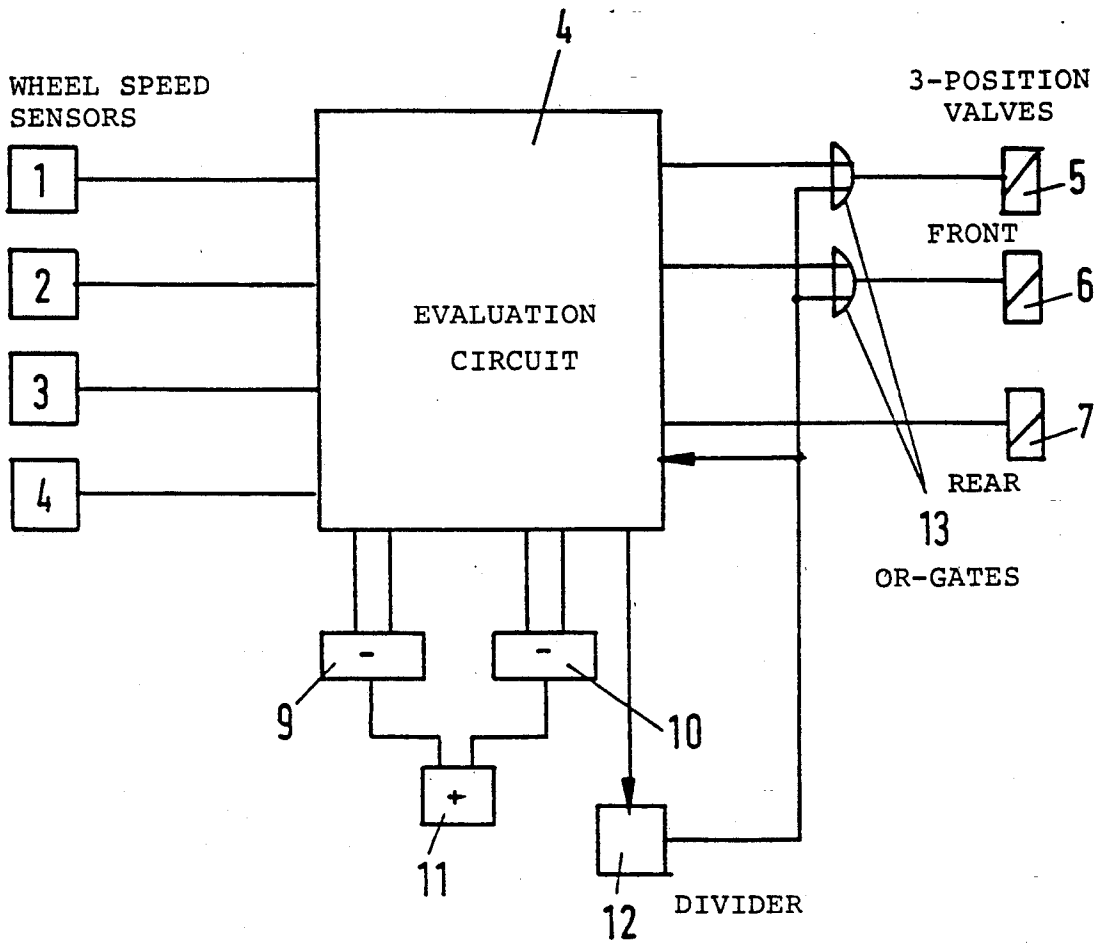 4
WHEEL SPEED
SENSORS
3-POSITION
VALVES
1
5
FRONT
2
6
EVALUATION
CIRCUIT
3
7
4
REAR
13
OR-GATES
-
-
9
10
+
11
12
DIVIDER